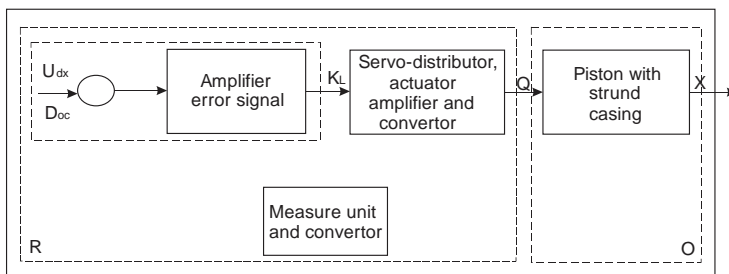 Udx
Doc
Amplifier
error signal
KL
Servo-distributor,
actuator
amplifier and
convertor
Q
Piston with
strund
casing
X
Measure unit
and convertor
R
O